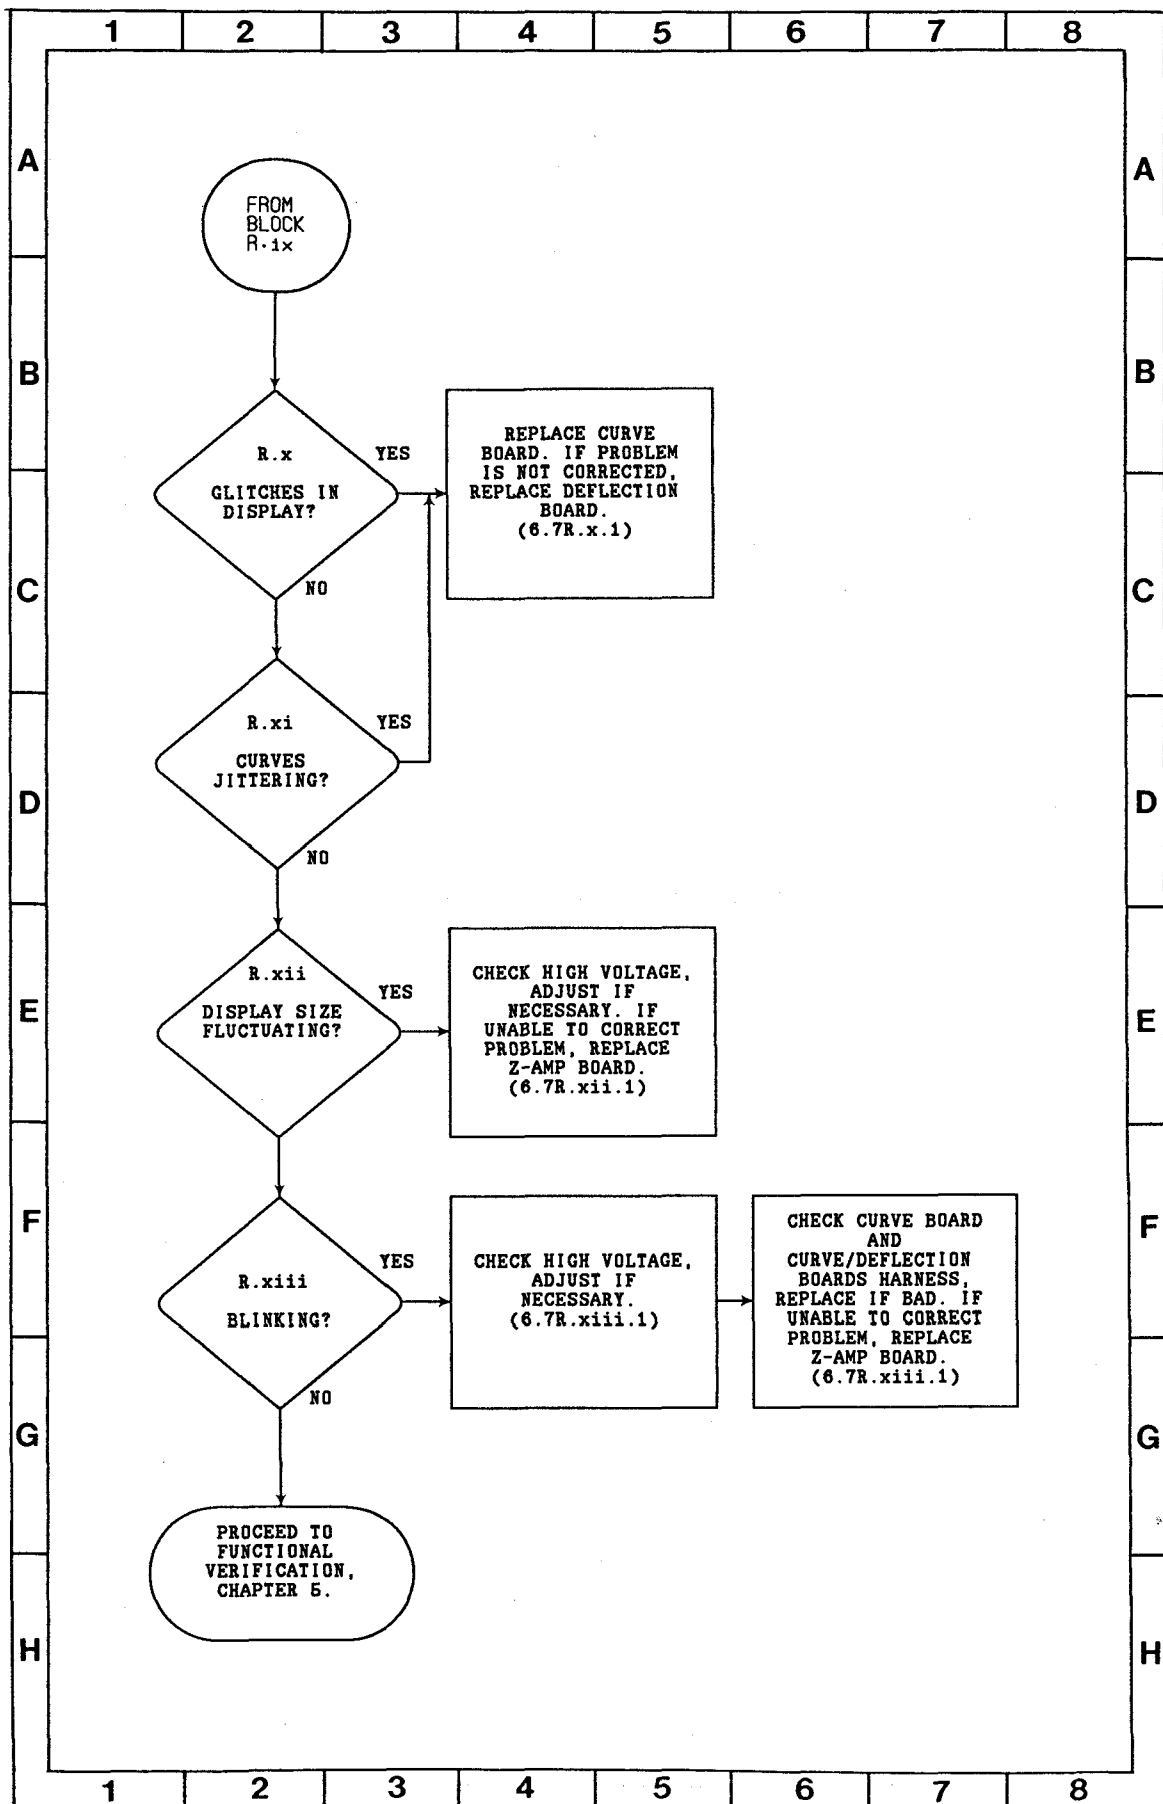 1 2 3 4 5 6 7 8
A
A
FROM
BLOCK
R.ix
B
B
R.x
YES
GLITCHES IN
DISPLAY?
NO
REPLACE CURVE
BOARD. IF PROBLEM
IS NOT CORRECTED,
REPLACE DEFLECTION
BOARD.
(6.7R.x.1)
C
C
R.xi
YES
CURVES
JITTERING?
NO
D
D
R.xii
YES
DISPLAY SIZE
FLUCTUATING?
CHECK HIGH VOLTAGE,
ADJUST IF
NECESSARY. IF
UNABLE TO CORRECT
PROBLEM, REPLACE
Z-AMP BOARD.
(6.7R.xii.1)
E
E
F
F
R.xiii
YES
BLINKING?
NO
CHECK HIGH VOLTAGE,
ADJUST IF
NECESSARY.
(6.7R.xiii.1)
CHECK CURVE BOARD
AND
CURVE/DEFLECTION
BOARDS HARNESS,
REPLACE IF BAD. IF
UNABLE TO CORRECT
PROBLEM, REPLACE
Z-AMP BOARD.
(6.7R.xiii.1)
G
G
PROCEED TO
FUNCTIONAL
VERIFICATION,
CHAPTER 5.
H
H
1 2 3 4 5 6 7 8